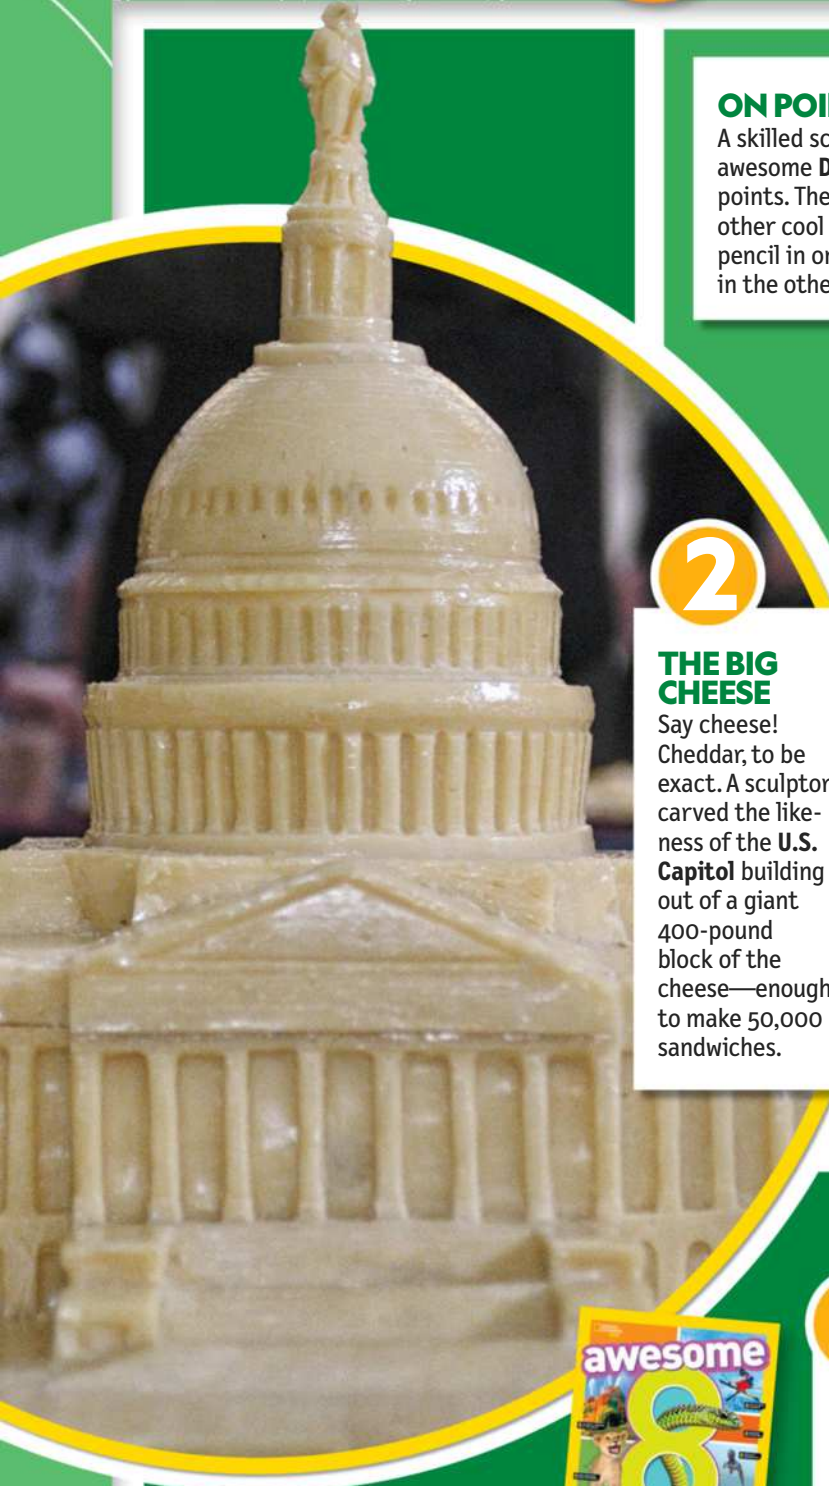 ON POI
A skilled sc
awesome D
points. The
other cool
pencil in or
in the othe
2
THE BIG
CHEESE
Say cheese!
Cheddar, to be
exact. A sculptor
carved the like-
ness of the U.S.
Capitol building
out of a giant
400-pound
block of the
cheese—enough
to make 50,000
sandwiches.
awesome
8